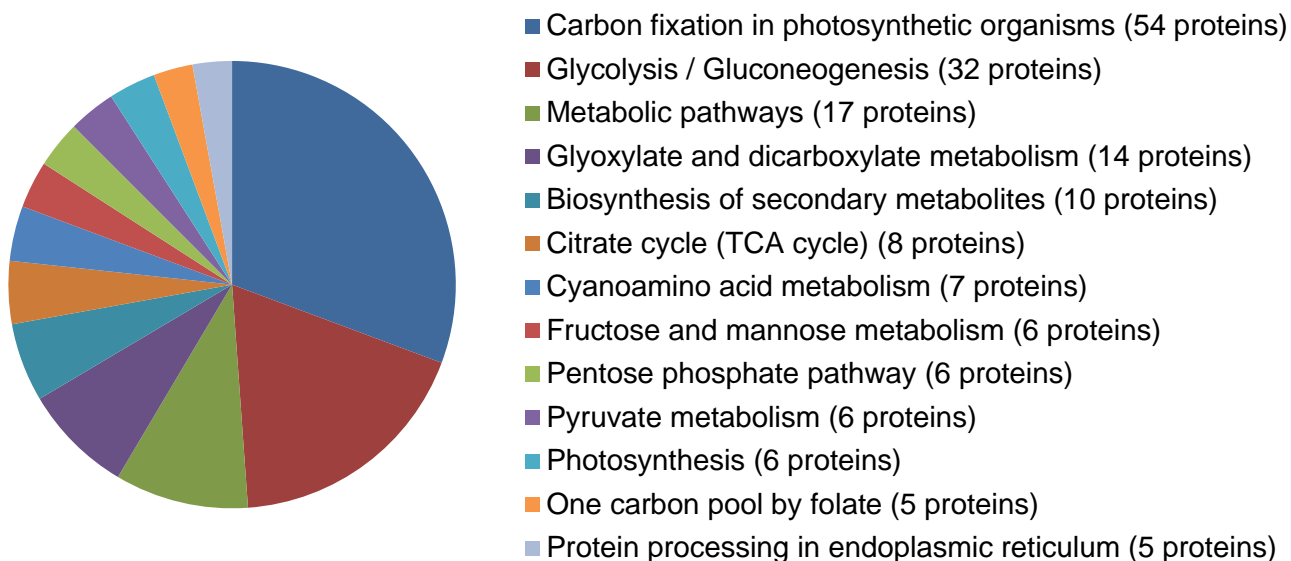 Carbon fixation in photosynthetic organisms (54 proteins)
Glycolysis / Gluconeogenesis (32 proteins)
Metabolic pathways (17 proteins)
Glyoxylate and dicarboxylate metabolism (14 proteins)
Biosynthesis of secondary metabolites (10 proteins)
Citrate cycle (TCA cycle) (8 proteins)
Cyanoamino acid metabolism (7 proteins)
Fructose and mannose metabolism (6 proteins)
Pentose phosphate pathway (6 proteins)
Pyruvate metabolism (6 proteins)
Photosynthesis (6 proteins)
One carbon pool by folate (5 proteins)
Protein processing in endoplasmic reticulum (5 proteins)